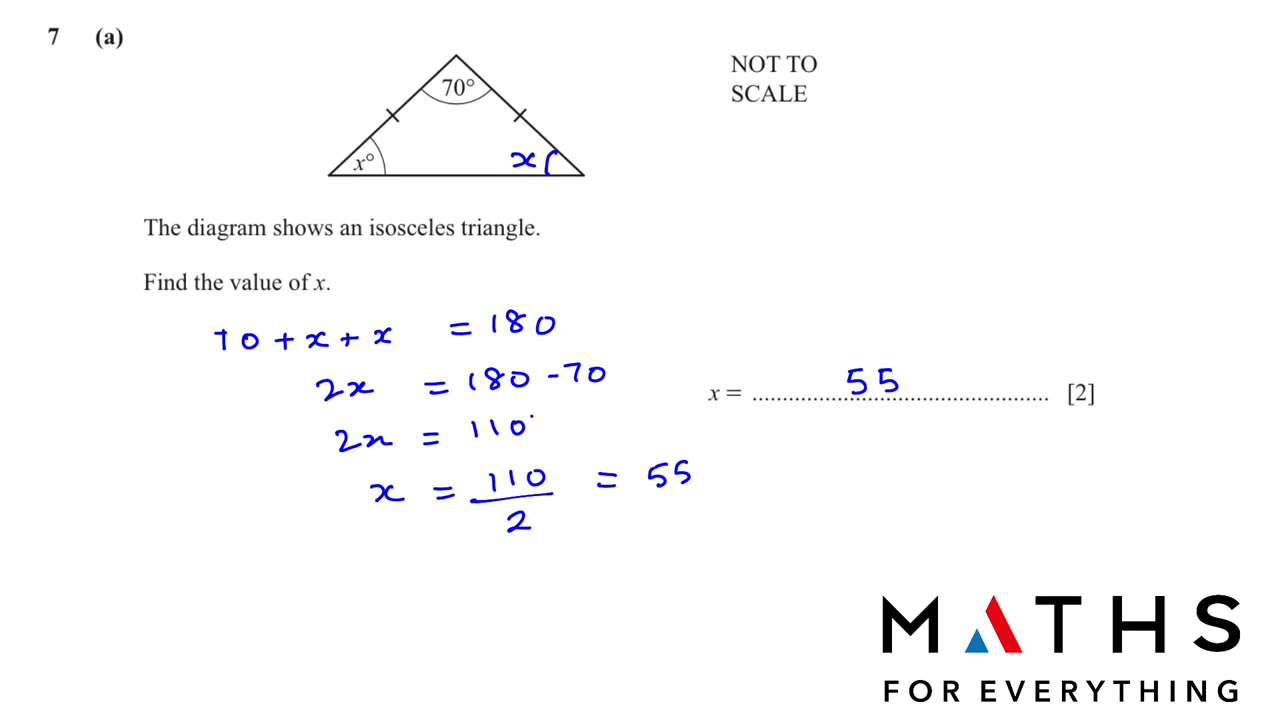 7 (a)
NOT TO
SCALE
70°
x°
x
The diagram shows an isosceles triangle.
Find the value of x.
70 + x + x = 180
2x = 180 - 70
2x = 110
x = 110/2 = 55
x = 55 [2]
MATHS
FOR EVERYTHING